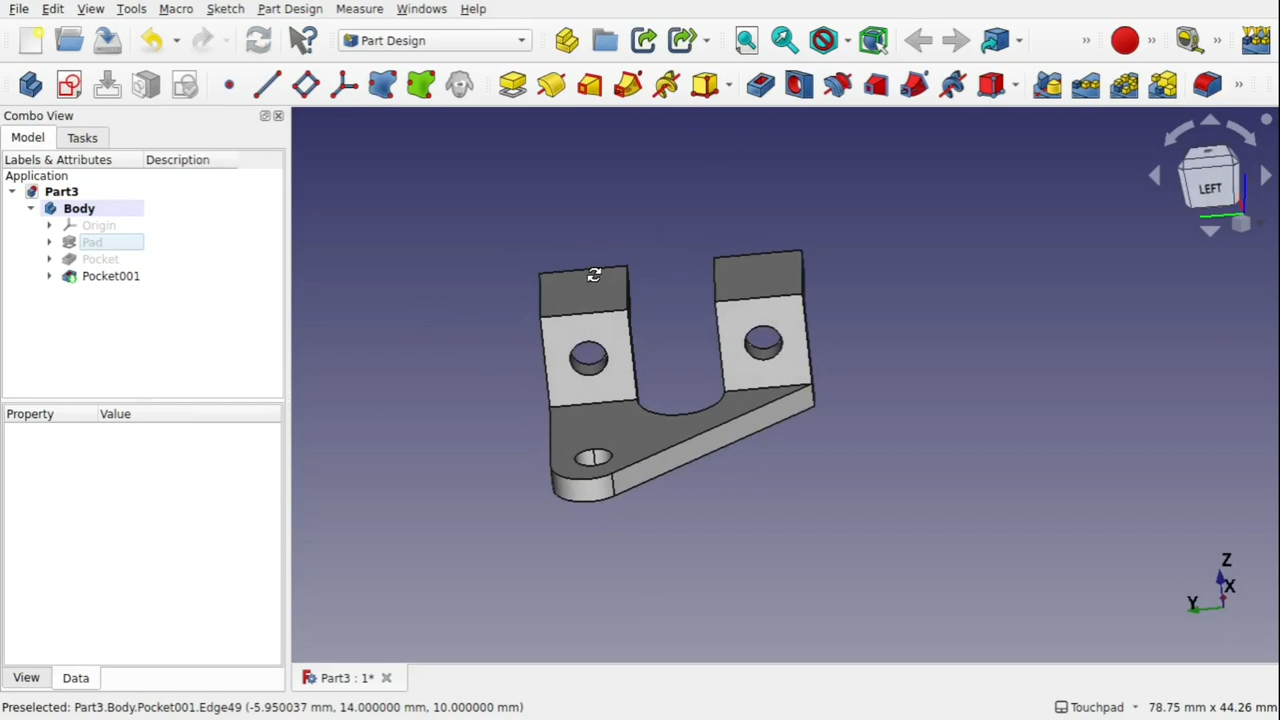 File Edit View Tools Macro Sketch Part Design Measure Windows Help
Part Design
Combo View
Model Tasks
Labels & Attributes Description
Application
Part3
Body
Origin
Pad
Pocket
Pocket001
Property Value
View Data
LEFT
Z
X
Y
Part3 : 1*
Preselected: Part3.Body.Pocket001.Edge49 (-5.950037 mm, 14.000000 mm, 10.000000 mm) Touchpad 78.75 mm x 44.26 mm